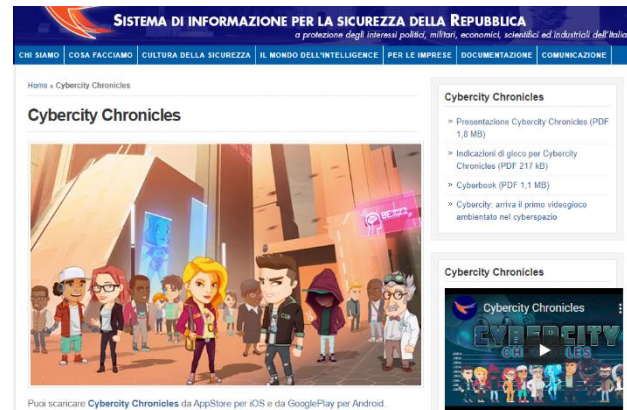 SISTEMA DI INFORMAZIONE PER LA SICUREZZA DELLA REPUBBLICA
a protezione degli interessi politici, militari, economici, scientifici ed industriali dell'Italia
CHI SIAMO COSA FACCIAMO CULTURA DELLA SICUREZZA IL MONDO DELL'INTELLIGENCE PER LE IMPRESE DOCUMENTAZIONE COMUNICAZIONE
Home » Cybercity Chronicles
Cybercity Chronicles
Puoi scaricare Cybercity Chronicles da AppStore per iOS e da GooglePlay per Android.
Cybercity Chronicles
» Presentazione Cybercity Chronicles (PDF
1,8 MB)
» Indicazioni di gioco per Cybercity
Chronicles (PDF 217 kB)
» Cyberbook (PDF 1,1 MB)
» Cybercity: arriva il primo videogioco
ambientato nel cyberspazio
Cybercity Chronicles
Cybercity Chronicles
CYBERCITY
CHRONICLES